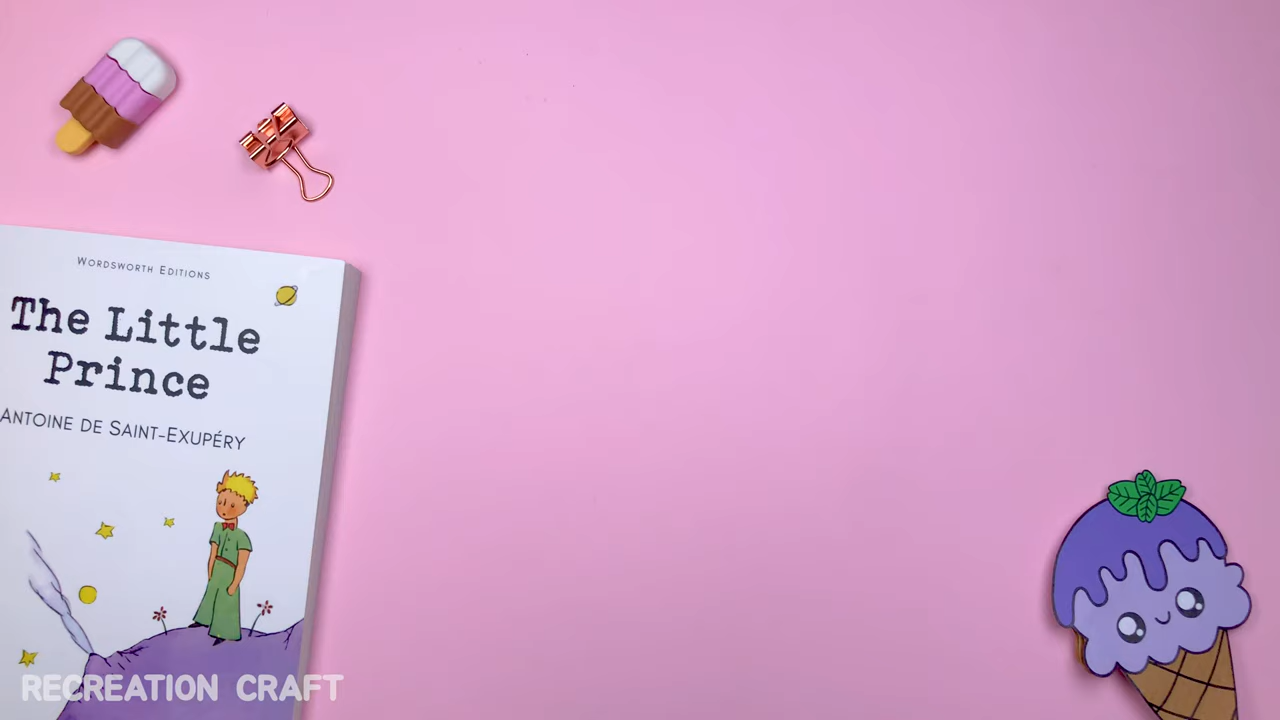 WORDSWORTH EDITIONS
The Little
Prince
ANTOINE DE SAINT-EXUPÉRY
RECREATION CRAFT